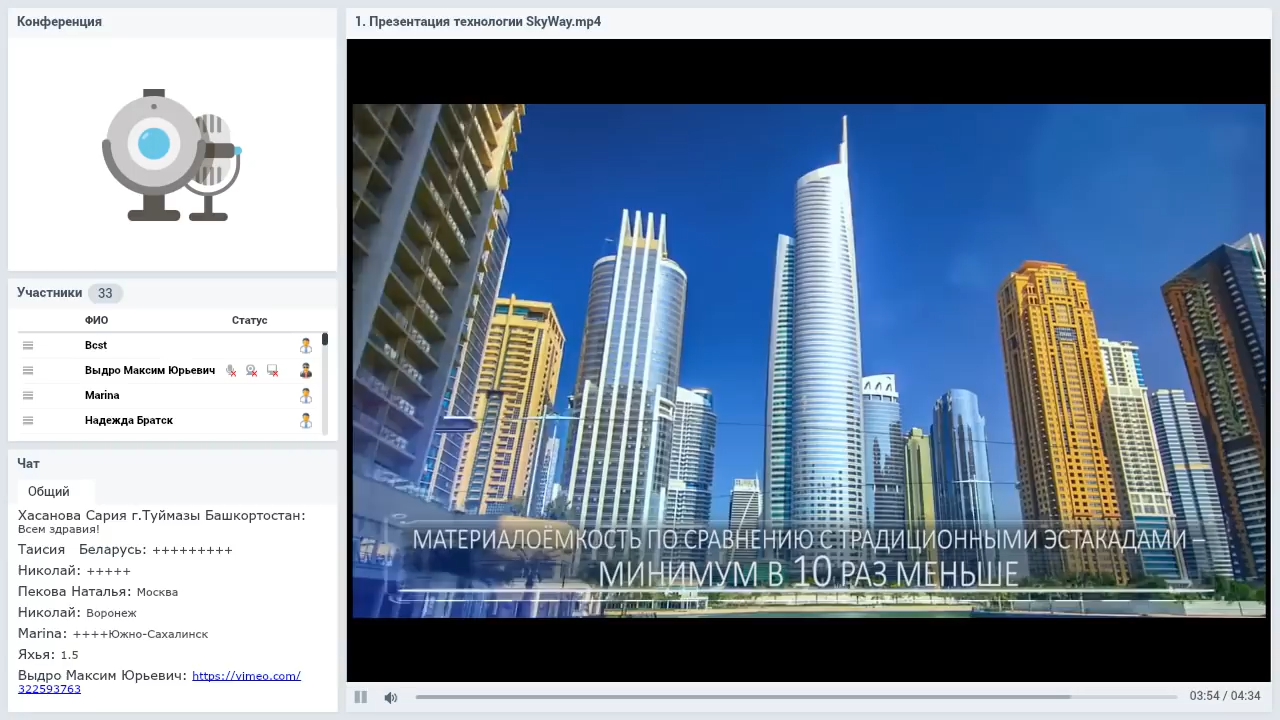 Конференция
1. Презентация технологии SkyWay.mp4
Участники 33
ФИО Статус
Bcst
Выдро Максим Юрьевич
Marina
Надежда Братск
Чат
Общий
Хасанова Сария г.Туймазы Башкортостан:
Всем здравия!
Таисия Беларусь: +++++++++
Николай: +++++
Пекова Наталья: Москва
Николай: Воронеж
Marina: ++++Южно-Сахалинск
Яхья: 1.5
Выдро Максим Юрьевич: https://vimeo.com/
322593763
МАТЕРИАЛОЁМКОСТЬ ПО СРАВНЕНИЮ С ТРАДИЦИОННЫМИ ЭСТАКАДАМИ –
МИНИМУМ В 10 РАЗ МЕНЬШЕ
03:54 / 04:34